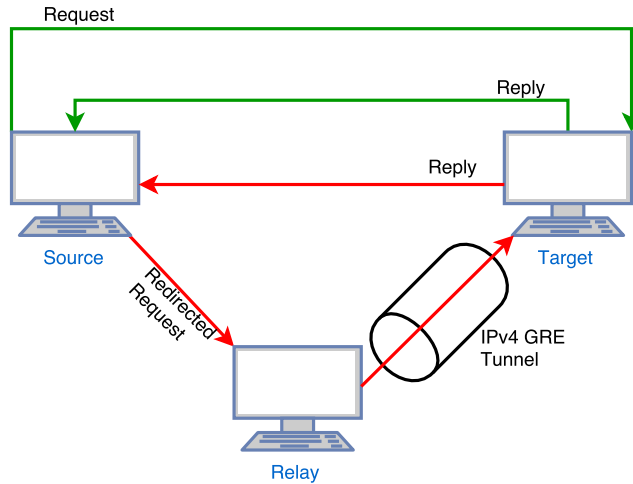 Request
Reply
Reply
Source
Target
Redirected
Request
IPv4 GRE
Tunnel
Relay